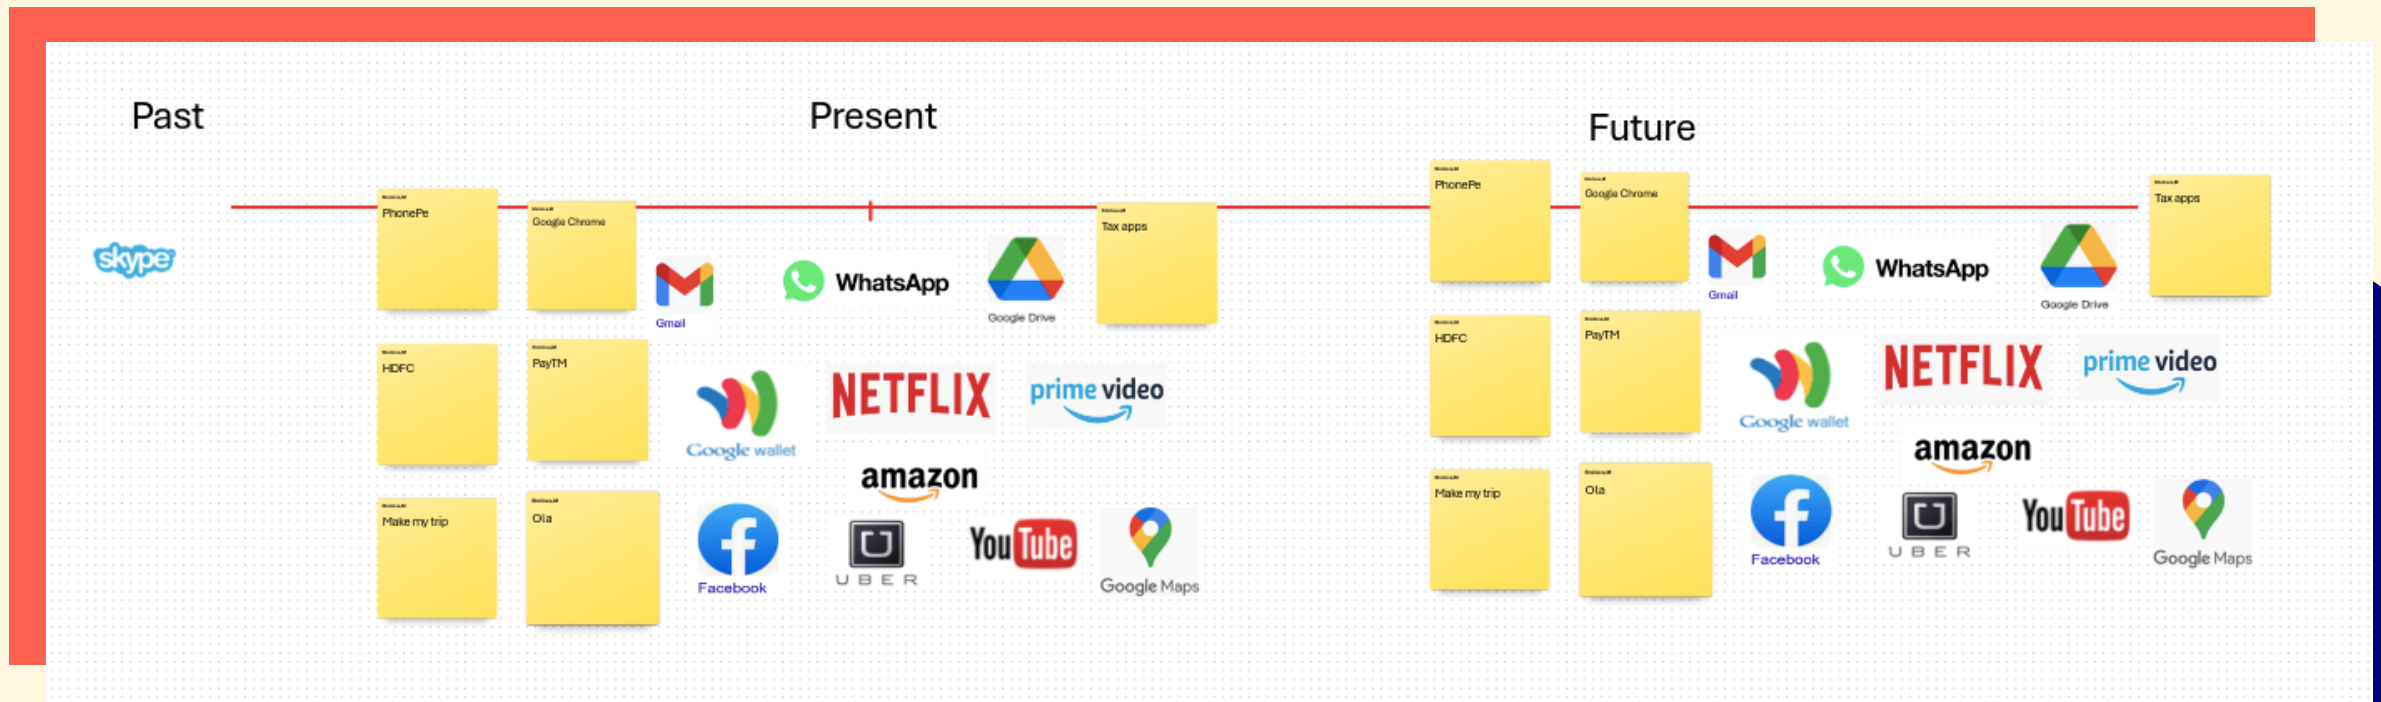 Past
Present
Future
skype
PhonePe
Google Chrome
Gmail
WhatsApp
Google Drive
Tax apps
HDFC
PayTM
Google wallet
NETFLIX
prime video
Make my trip
Ola
Facebook
amazon
UBER
YouTube
Google Maps
PhonePe
Google Chrome
Gmail
WhatsApp
Google Drive
Tax apps
HDFC
PayTM
Google wallet
NETFLIX
prime video
Make my trip
Ola
Facebook
amazon
UBER
YouTube
Google Maps